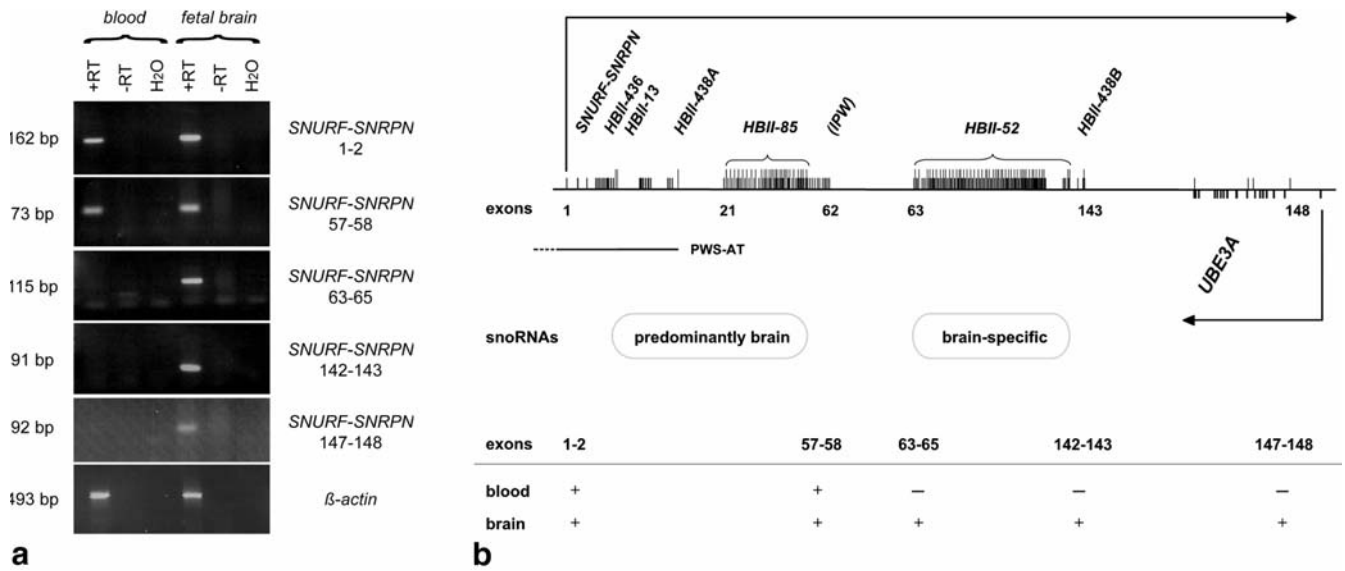 blood fetal brain
+RT -RT H2O +RT -RT H2O
162 bp SNURF-SNRPN
1-2
73 bp SNURF-SNRPN
57-58
115 bp SNURF-SNRPN
63-65
91 bp SNURF-SNRPN
142-143
92 bp SNURF-SNRPN
147-148
493 bp ß-actin
a
SNURF-SNRPN HBII-436 HBII-13 HBII-438A HBII-85 (IPW) HBII-52 HBII-438B
exons 1 21 62 63 143 148
PWS-AT
UBE3A
snoRNAs predominantly brain brain-specific
exons 1-2 57-58 63-65 142-143 147-148
blood + + – – –
brain + + + + +
b